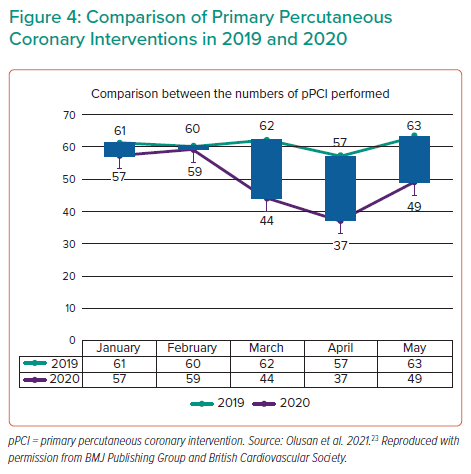 Figure 4: Comparison of Primary Percutaneous
Coronary Interventions in 2019 and 2020
Comparison between the numbers of pPCI performed
70
60
50
40
30
20
10
0
61
60
62
57
63
57
59
44
37
49
January February March April May
2019 61 60 62 57 63
2020 57 59 44 37 49
2019 2020
pPCI = primary percutaneous coronary intervention. Source: Olusan et al. 2021.²³ Reproduced with
permission from BMJ Publishing Group and British Cardiovascular Society.